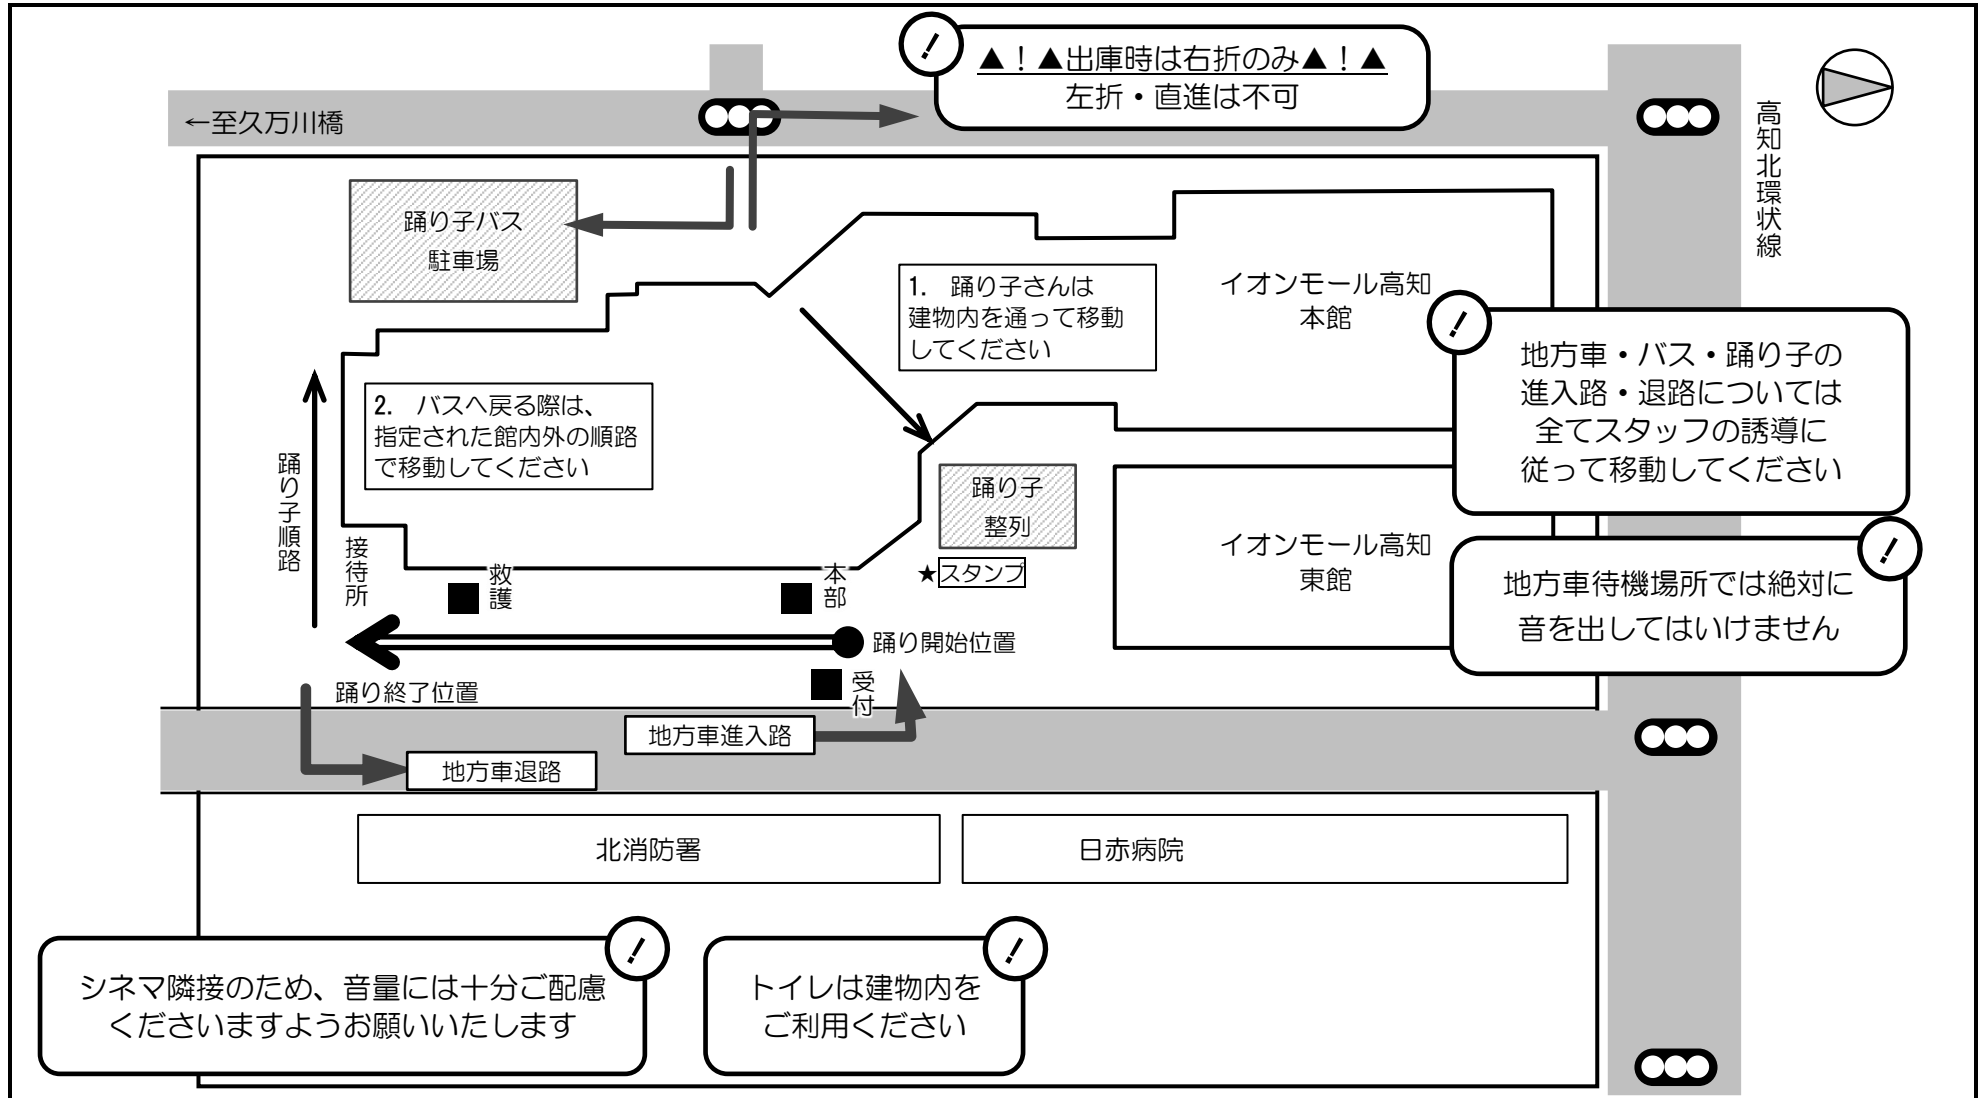 ▲！▲出庫時は右折のみ▲！▲
左折・直進は不可
←至久万川橋
高知北環状線
踊り子バス
駐車場
1. 踊り子さんは
建物内を通って移動
してください
イオンモール高知
本館
地方車・バス・踊り子の
進入路・退路については
全てスタッフの誘導に
従って移動してください
2. バスへ戻る際は、
指定された館内外の順路
で移動してください
踊り子順路
踊り子
整列
★スタンプ
イオンモール高知
東館
地方車待機場所では絶対に
音を出してはいけません
接待所
救護
本部
踊り開始位置
受付
踊り終了位置
地方車進入路
地方車退路
北消防署
日赤病院
シネマ隣接のため、音量には十分ご配慮
くださいますようお願いいたします
トイレは建物内を
ご利用ください
!
!
!
!
!